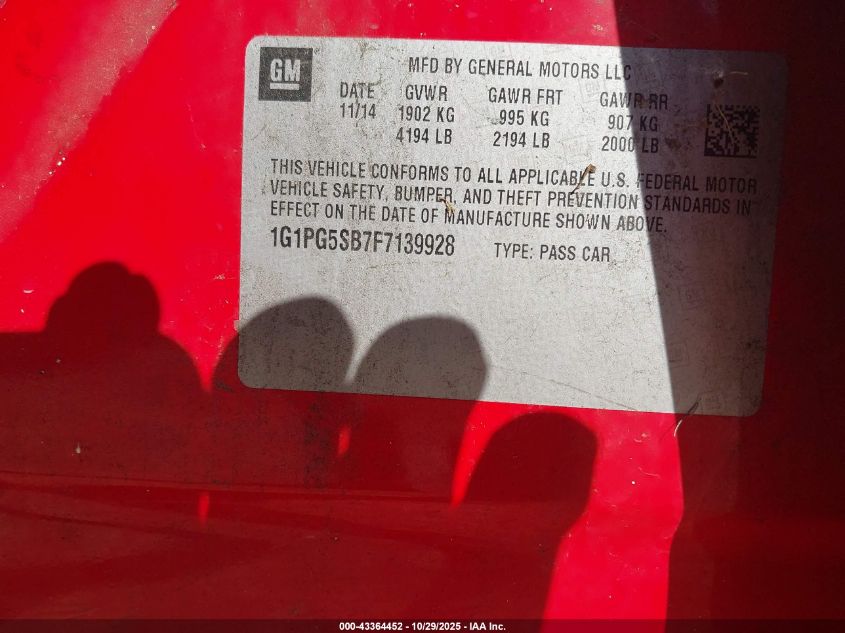 GM
MFD BY GENERAL MOTORS LLC
DATE GVWR GAWR FRT GAWR RR
11/14 1902 KG 995 KG 907 KG
4194 LB 2194 LB 2000 LB
THIS VEHICLE CONFORMS TO ALL APPLICABLE U.S. FEDERAL MOTOR
VEHICLE SAFETY, BUMPER, AND THEFT PREVENTION STANDARDS IN
EFFECT ON THE DATE OF MANUFACTURE SHOWN ABOVE.
1G1PG5SB7F7139928 TYPE: PASS CAR
000-43364452 - 10/29/2025 - IAA Inc.